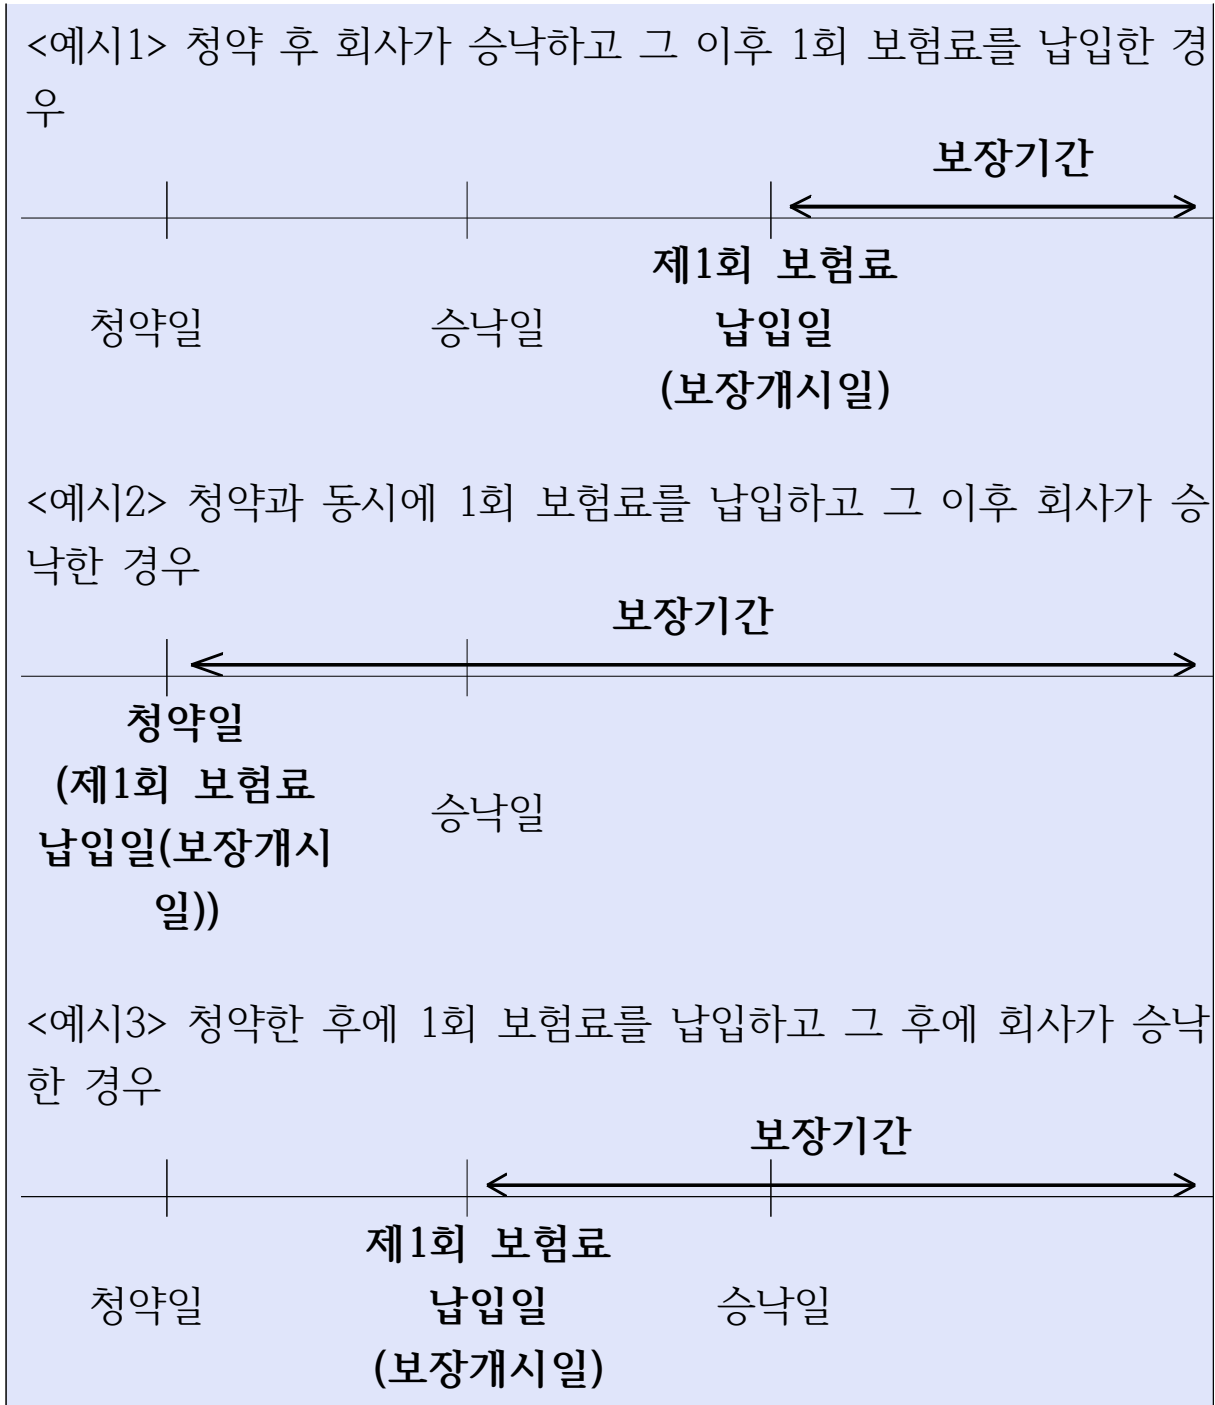 <예시1> 청약 후 회사가 승낙하고 그 이후 1회 보험료를 납입한 경
우
보장기간
제1회 보험료
청약일 승낙일 납입일
(보장개시일)
<예시2> 청약과 동시에 1회 보험료를 납입하고 그 이후 회사가 승
낙한 경우
보장기간
청약일
(제1회 보험료
승낙일
납입일(보장개시
일))
<예시3> 청약한 후에 1회 보험료를 납입하고 그 후에 회사가 승낙
한 경우
보장기간
제1회 보험료
청약일 납입일 승낙일
(보장개시일)